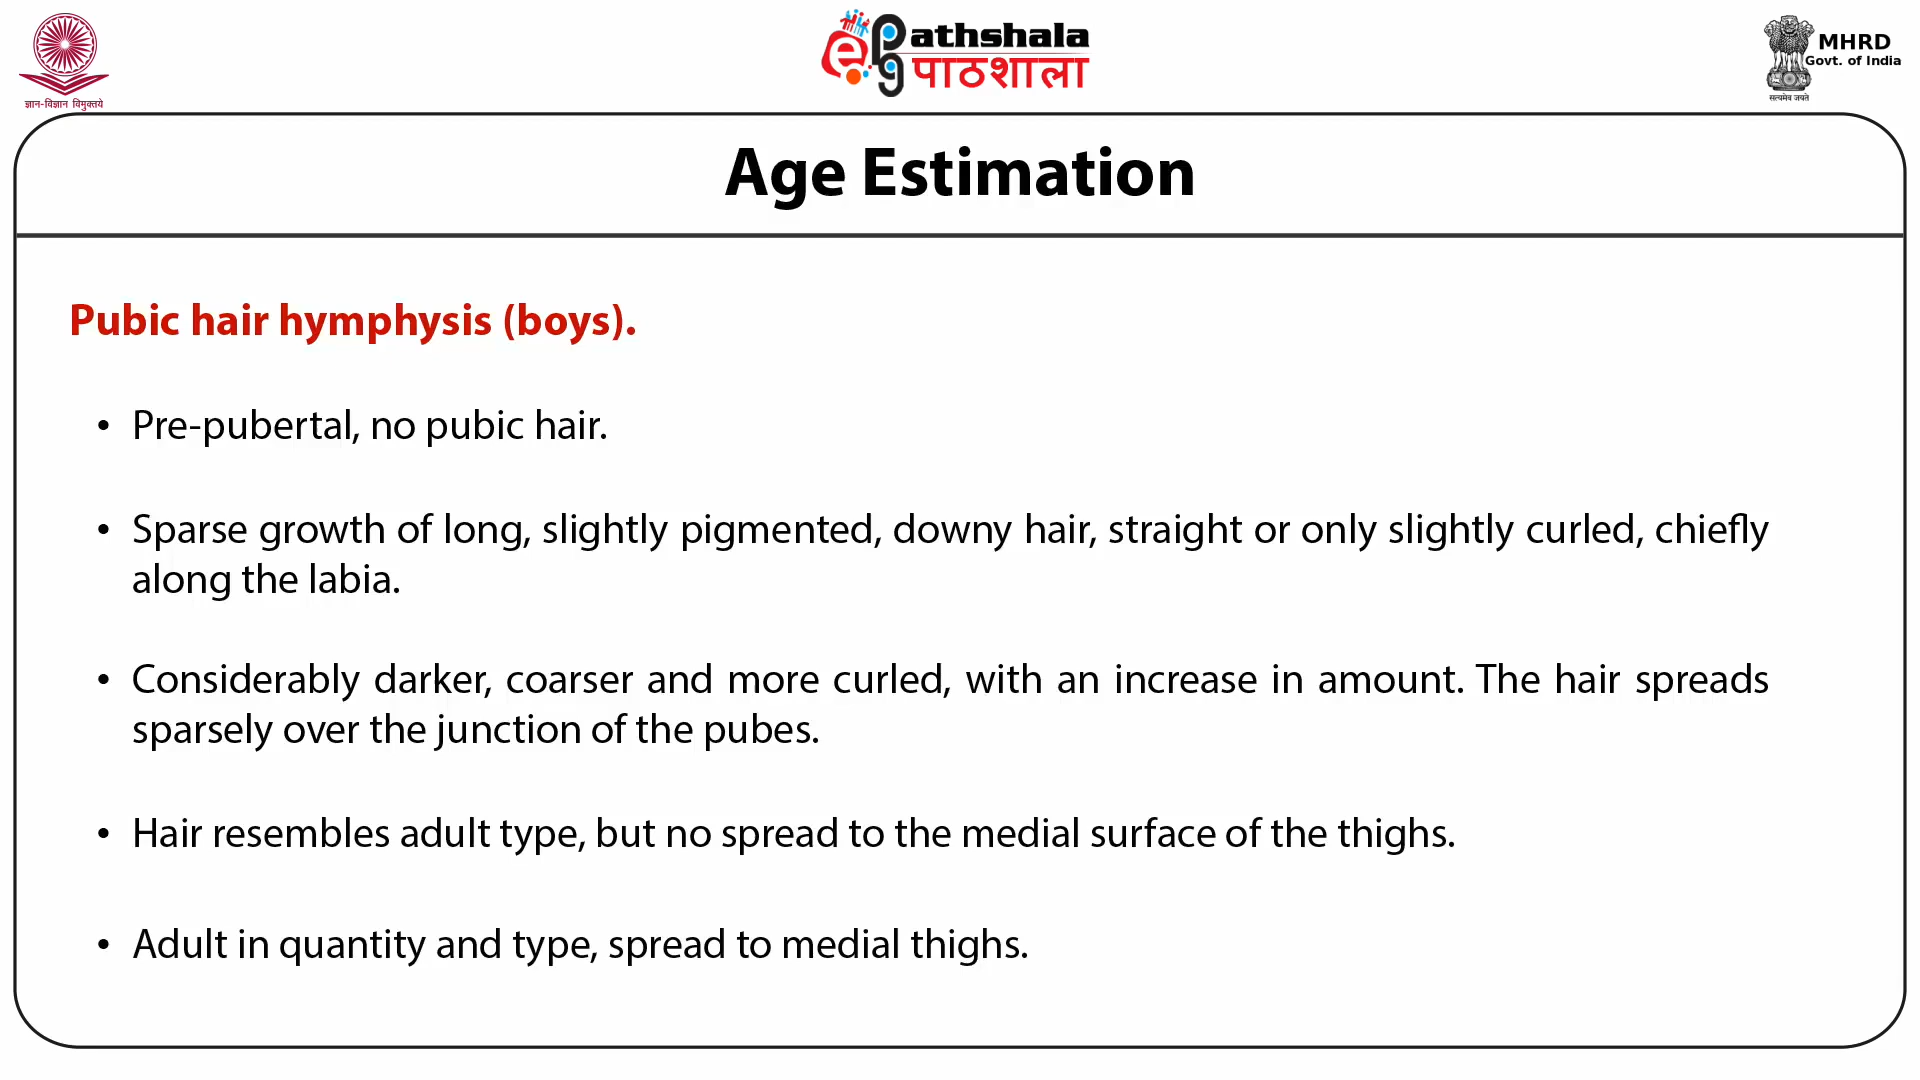 ज्ञान-विज्ञान विमुक्तये
ePathshala
पाठशाला
MHRD
Govt. of India
सत्यमेव जयते
Age Estimation
Pubic hair hymphysis (boys).
• Pre-pubertal, no pubic hair.
• Sparse growth of long, slightly pigmented, downy hair, straight or only slightly curled, chiefly
along the labia.
• Considerably darker, coarser and more curled, with an increase in amount. The hair spreads
sparsely over the junction of the pubes.
• Hair resembles adult type, but no spread to the medial surface of the thighs.
• Adult in quantity and type, spread to medial thighs.